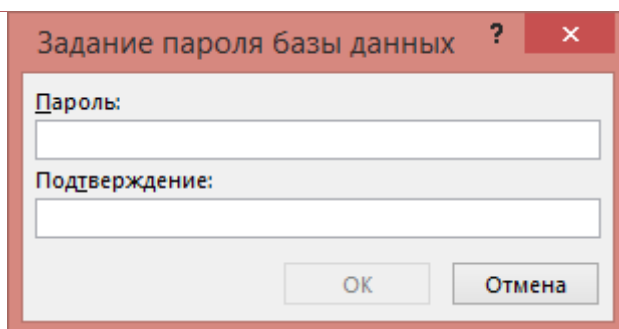 Задание пароля базы данных ? ×
Пароль:
Подтверждение:
ОК Отмена